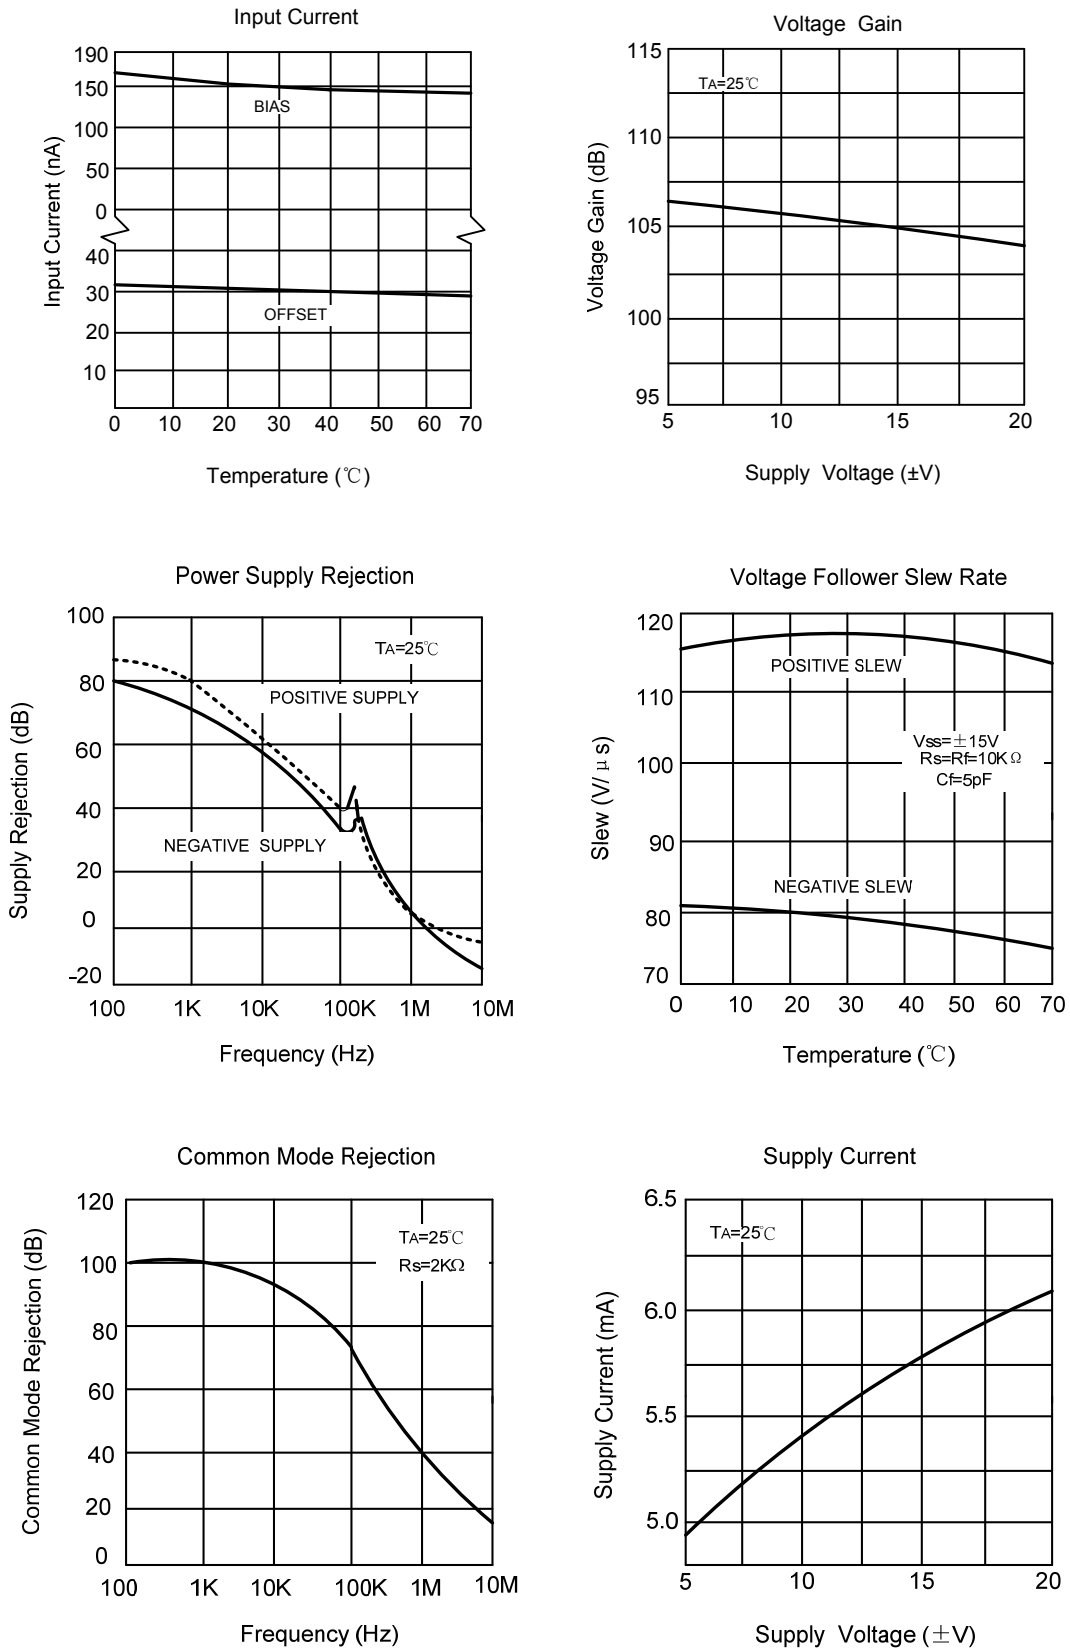 Input Current
190
150
100
50
0
40
30
20
10
BIAS
OFFSET
Input Current (nA)
0 10 20 30 40 50 60 70
Temperature (℃)
Voltage Gain
115
110
105
100
95
TA=25℃
Voltage Gain (dB)
5 10 15 20
Supply Voltage (±V)
Power Supply Rejection
100
80
60
40
20
0
-20
TA=25℃
POSITIVE SUPPLY
NEGATIVE SUPPLY
Supply Rejection (dB)
100 1K 10K 100K 1M 10M
Frequency (Hz)
Voltage Follower Slew Rate
120
110
100
90
80
70
POSITIVE SLEW
Vss=±15V
Rs=Rf=10KΩ
Cf=5pF
NEGATIVE SLEW
Slew (V/μs)
0 10 20 30 40 50 60 70
Temperature (℃)
Common Mode Rejection
120
100
80
60
40
20
0
TA=25℃
Rs=2KΩ
Common Mode Rejection (dB)
100 1K 10K 100K 1M 10M
Frequency (Hz)
Supply Current
6.5
6.0
5.5
5.0
TA=25℃
Supply Current (mA)
5 10 15 20
Supply Voltage (±V)